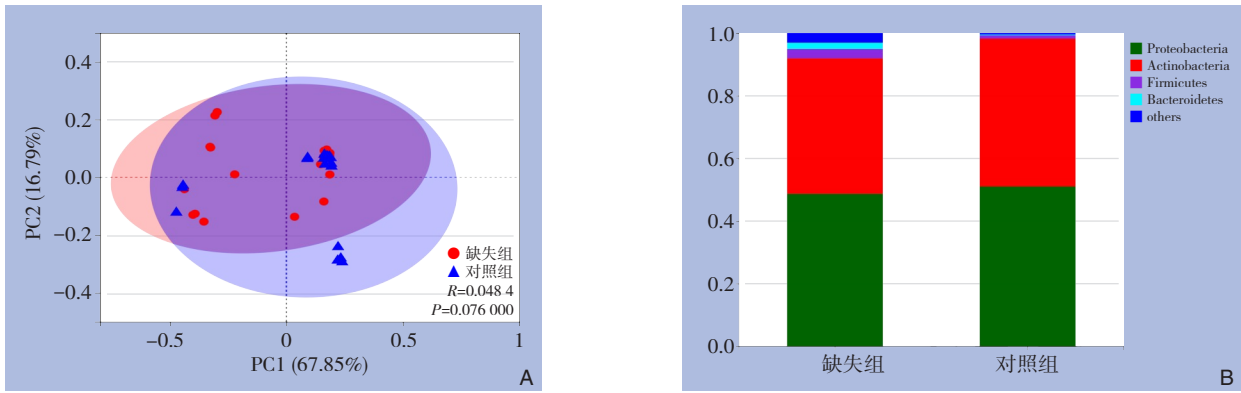 0.4
0.2
0.0
−0.2
−0.4
PC2 (16.79%)
缺失组
对照组
R=0.048 4
P=0.076 000
−0.5
0
0.5
1
PC1 (67.85%)
A
1.0
0.8
0.6
0.4
0.2
0.0
Proteobacteria
Actinobacteria
Firmicutes
Bacteroidetes
others
缺失组
对照组
B